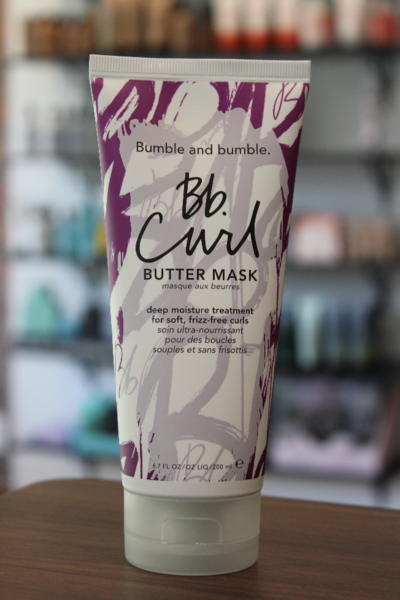 Bumble and bumble.
Bb.
Curl
BUTTER MASK
masque aux beurres
deep moisture treatment
for soft, frizz-free curls
soin ultra-nourrissant
pour des boucles
souples et sans frisottis
6.7 FL OZ/OZ LIQ/200 ml e